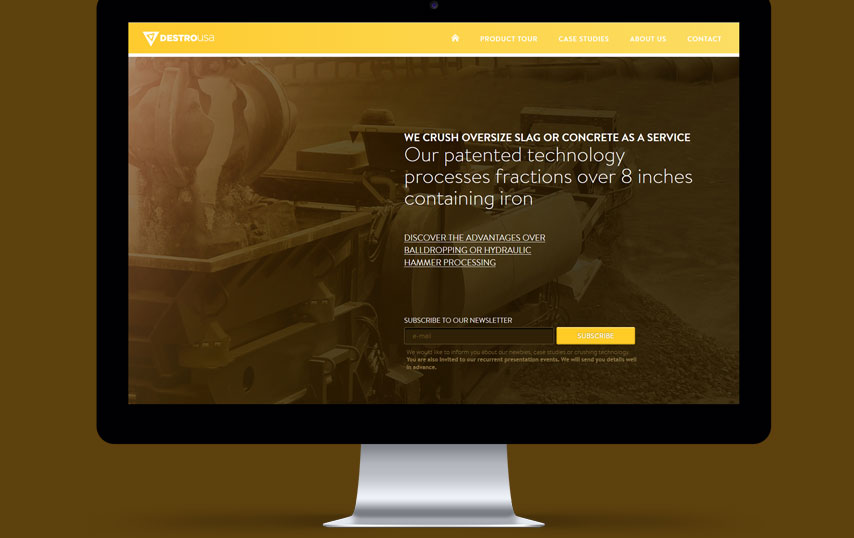 DESTROusa
PRODUCT TOUR
CASE STUDIES
ABOUT US
CONTACT
WE CRUSH OVERSIZE SLAG OR CONCRETE AS A SERVICE
Our patented technology
processes fractions over 8 inches
containing iron
DISCOVER THE ADVANTAGES OVER
BALLDROPPING OR HYDRAULIC
HAMMER PROCESSING
SUBSCRIBE TO OUR NEWSLETTER
e-mail
SUBSCRIBE
We would like to inform you about our newbies, case studies or crushing technology.
You are also invited to our recurrent presentation events. We will send you details well
in advance.